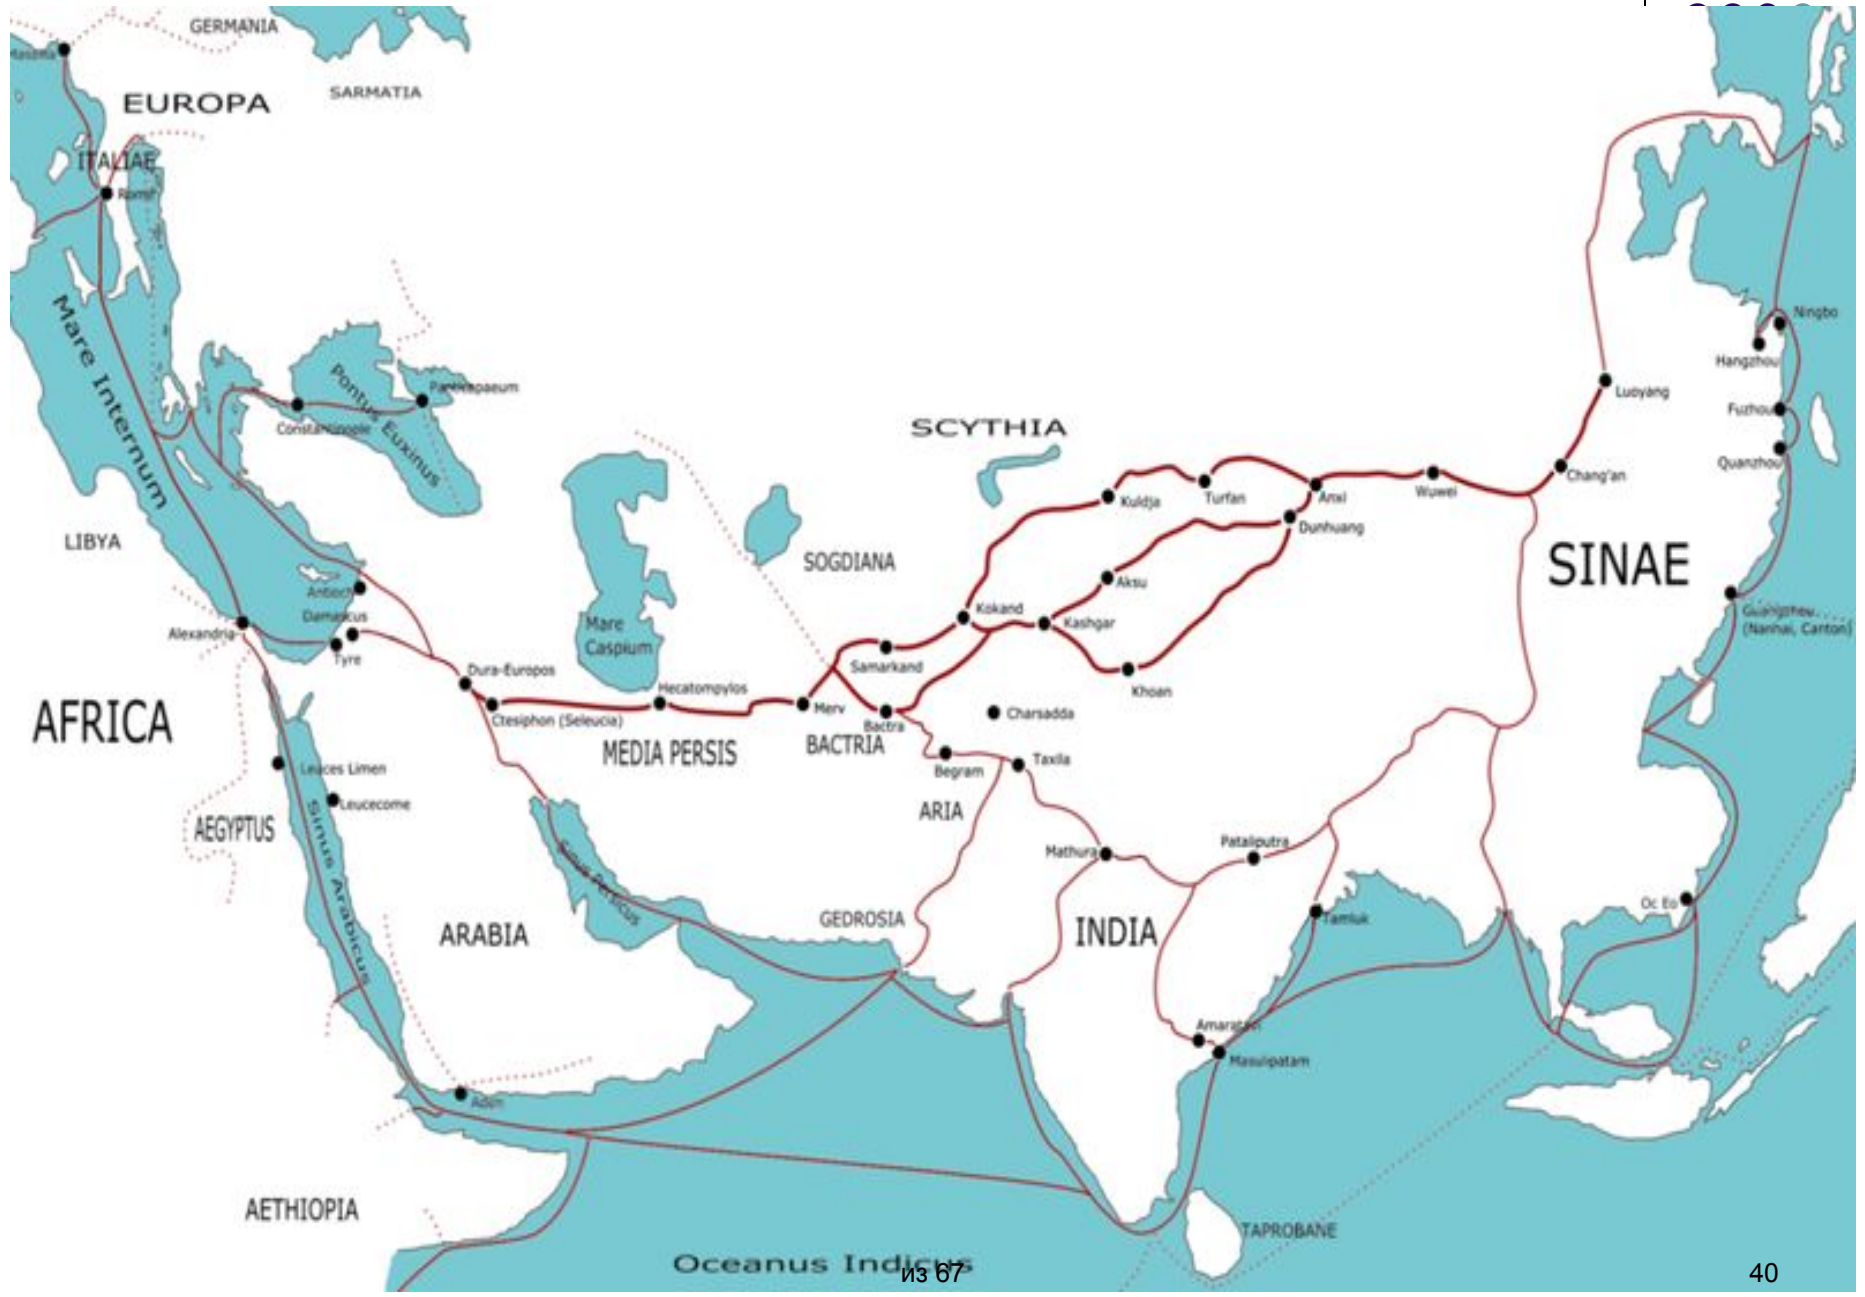 GERMANIA
Massilia
SARMATIA
EUROPA
ITALIAE
Rome
Mare Internum
Pontus Euxinus
Panticapaeum
Constantinople
Ningbo
Hangzhou
Luoyang
Fuzhou
Quanzhou
SCYTHIA
Kuldja
Turfan
Anxi
Wuwei
Chang'an
Dunhuang
LIBYA
SOGDIANA
SINAE
Aksu
Antioch
Damascus
Kokand
Kashgar
Guangzhou
(Nanhai, Canton)
Alexandria
Tyre
Mare
Caspium
Samarkand
Dura-Europos
Khoan
Hecatompylos
Merv
Charsadda
Ctesiphon (Seleucia)
Bactra
AFRICA
MEDIA PERSIS
BACTRIA
Begram
Taxila
Leuces Limen
Leucecome
AEGYPTUS
ARIA
Sinus Arabicus
Sinus Persicus
Mathura
Pataliputra
Oc Eo
GEDROSIA
Tamluk
ARABIA
INDIA
Masulipatam
Aden
AETHIOPIA
TAPROBANE
Oceanus Indicus
из 67
40